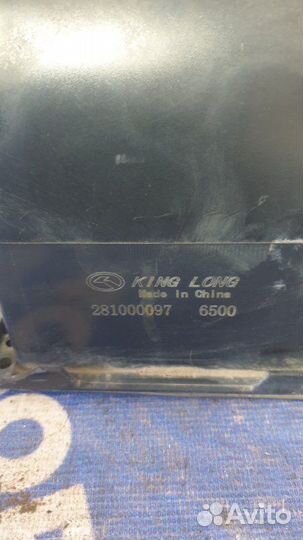 KING LONG
Made in China
281000097 6500
Avito